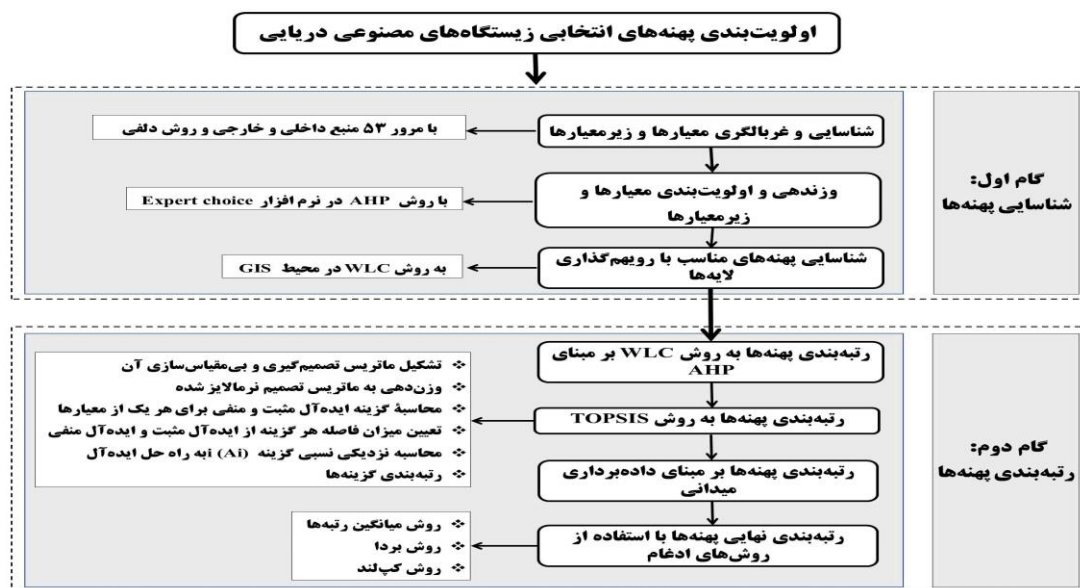 اولویت‌بندی پهنه‌های انتخابی زیستگاه‌های مصنوعی دریایی
گام اول:
شناسایی پهنه‌ها
شناسایی و غربالگری معیارها و زیرمعیارها
با مرور ۵۳ منبع داخلی و خارجی و روش دلفی
وزندهی و اولویت‌بندی معیارها و
زیرمعیارها
با روش AHP در نرم افزار Expert choice
شناسایی پهنه‌های مناسب با رویهم‌گذاری
لایه‌ها
به روش WLC در محیط GIS
گام دوم:
رتبه‌بندی پهنه‌ها
رتبه‌بندی پهنه‌ها به روش WLC بر مبنای
AHP
رتبه‌بندی پهنه‌ها به روش TOPSIS
❖ تشکیل ماتریس تصمیم‌گیری و بی‌مقیاس‌سازی آن
❖ وزن‌دهی به ماتریس تصمیم نرمالایز شده
❖ محاسبهٔ گزینه ایده‌آل مثبت و منفی برای هر یک از معیارها
❖ تعیین میزان فاصله هر گزینه از ایده‌آل مثبت و ایده‌آل منفی
❖ محاسبه نزدیکی نسبی گزینه i (Ai)به راه حل ایده‌آل
❖ رتبه‌بندی گزینه‌ها
رتبه‌بندی پهنه‌ها بر مبنای داده‌برداری
میدانی
رتبه‌بندی نهایی پهنه‌ها با استفاده از
روش‌های ادغام
❖ روش میانگین رتبه‌ها
❖ روش بردا
❖ روش کپ‌لند